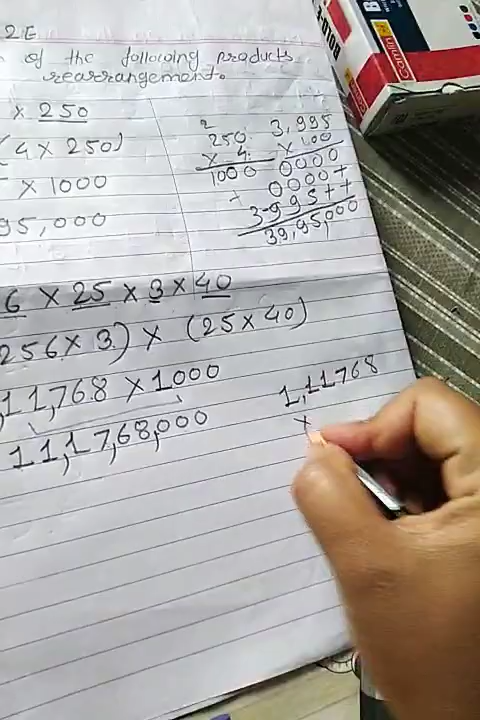 2E
of the following products
rearrangement.
× 250
(4 × 250)
× 1000
95,000
2
250
× 4
1000
3,995
× 100
0000
0000+
+ 3995++
39,95,000
6 × 25 × 3 × 40
256 × 3) × (25 × 40)
11,768 × 1000
11,17,68,000
1,11768
×
Camlin